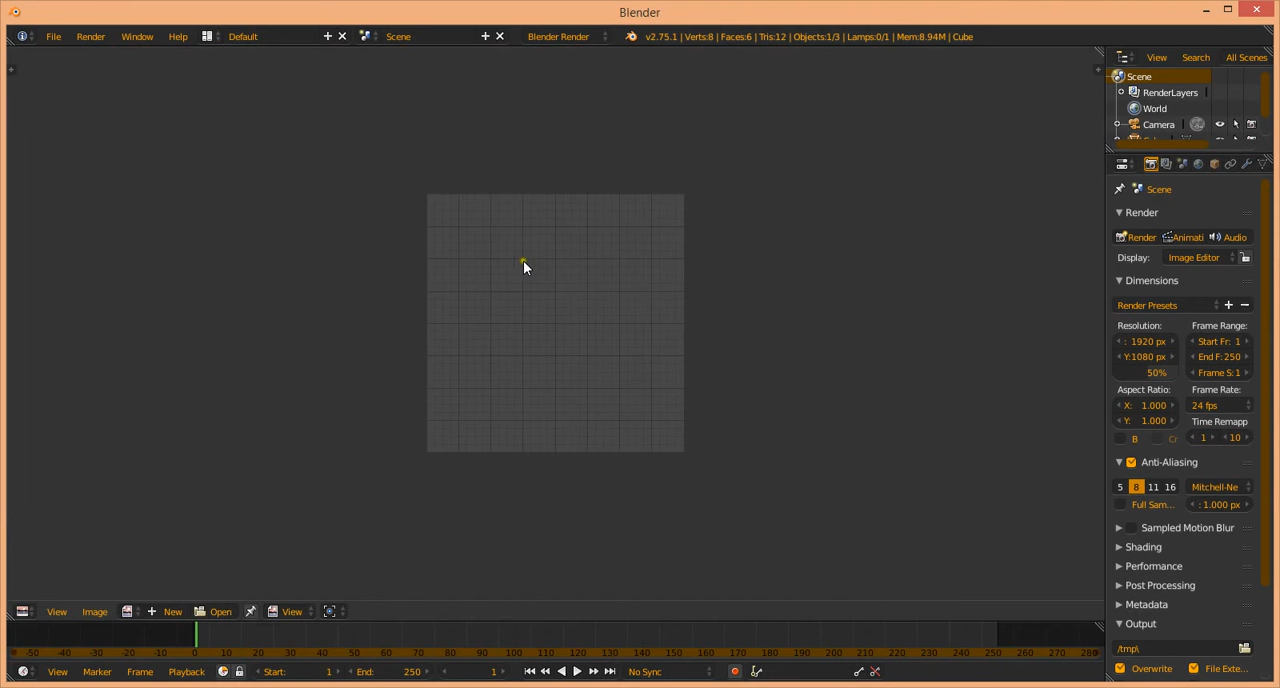 Blender
File Render Window Help Default Scene Blender Render v2.75.1 | Verts:8 | Faces:6 | Tris:12 | Objects:1/3 | Lamps:0/1 | Mem:8.94M | Cube
View Search All Scenes
Scene
RenderLayers
World
Camera
Scene
Render
Render Animati Audio
Display: Image Editor
Dimensions
Render Presets
Resolution: Frame Range:
: 1920 px Start Fr: 1
Y:1080 px End F:250
50% Frame S:1
Aspect Ratio: Frame Rate:
X: 1.000 24 fps
Y: 1.000 Time Remapp
B Cr 1 10
Anti-Aliasing
5 8 11 16 Mitchell-Ne
Full Sam... : 1.000 px
Sampled Motion Blur
Shading
Performance
Post Processing
Metadata
Output
/tmp\
Overwrite File Exte...
View Image New Open View
-50 -40 -30 -20 -10 0 10 20 30 40 50 60 70 80 90 100 110 120 130 140 150 160 170 180 190 200 210 220 230 240 250 260 270 280
View Marker Frame Playback Start: 1 End: 250 1 No Sync